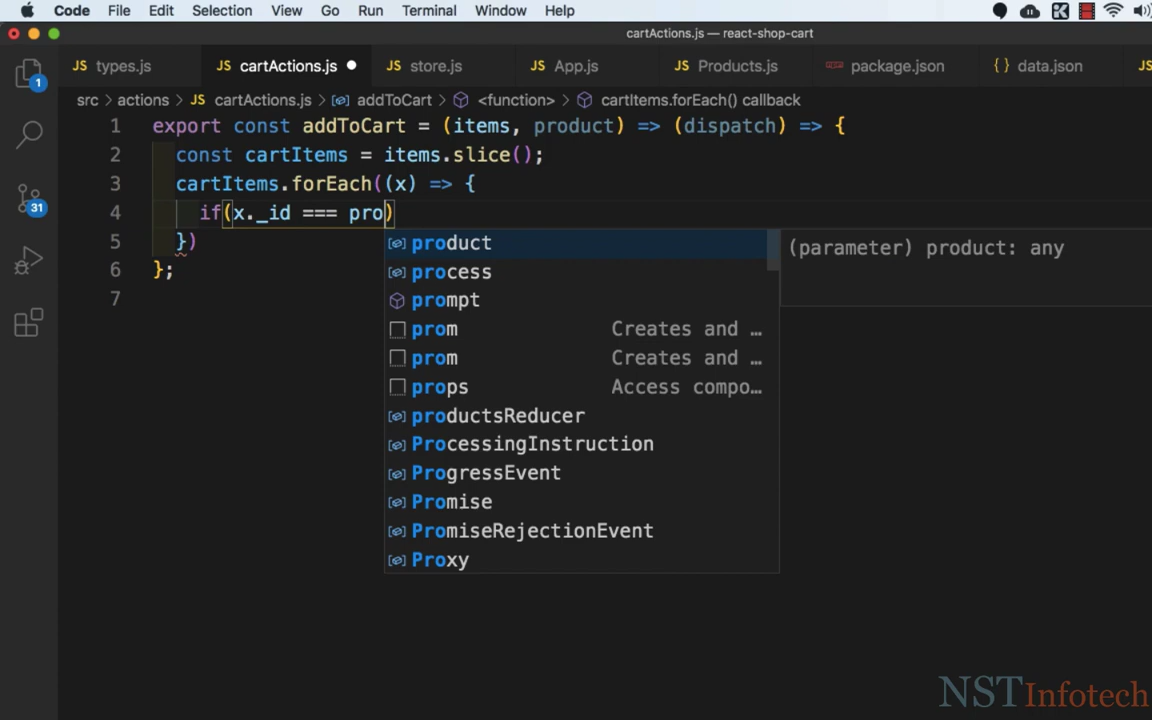 Code File Edit Selection View Go Run Terminal Window Help
cartActions.js — react-shop-cart
JS types.js JS cartActions.js JS store.js JS App.js JS Products.js package.json {} data.json JS
src > actions > JS cartActions.js > addToCart > <function> > cartItems.forEach() callback
1 export const addToCart = (items, product) => (dispatch) => {
2 const cartItems = items.slice();
3 cartItems.forEach((x) => {
4 if(x._id === pro)
5 })
6 };
7
1
31
product
process
prompt
prom Creates and …
prom Creates and …
props Access compo…
productsReducer
ProcessingInstruction
ProgressEvent
Promise
PromiseRejectionEvent
Proxy
(parameter) product: any
NSTInfotech